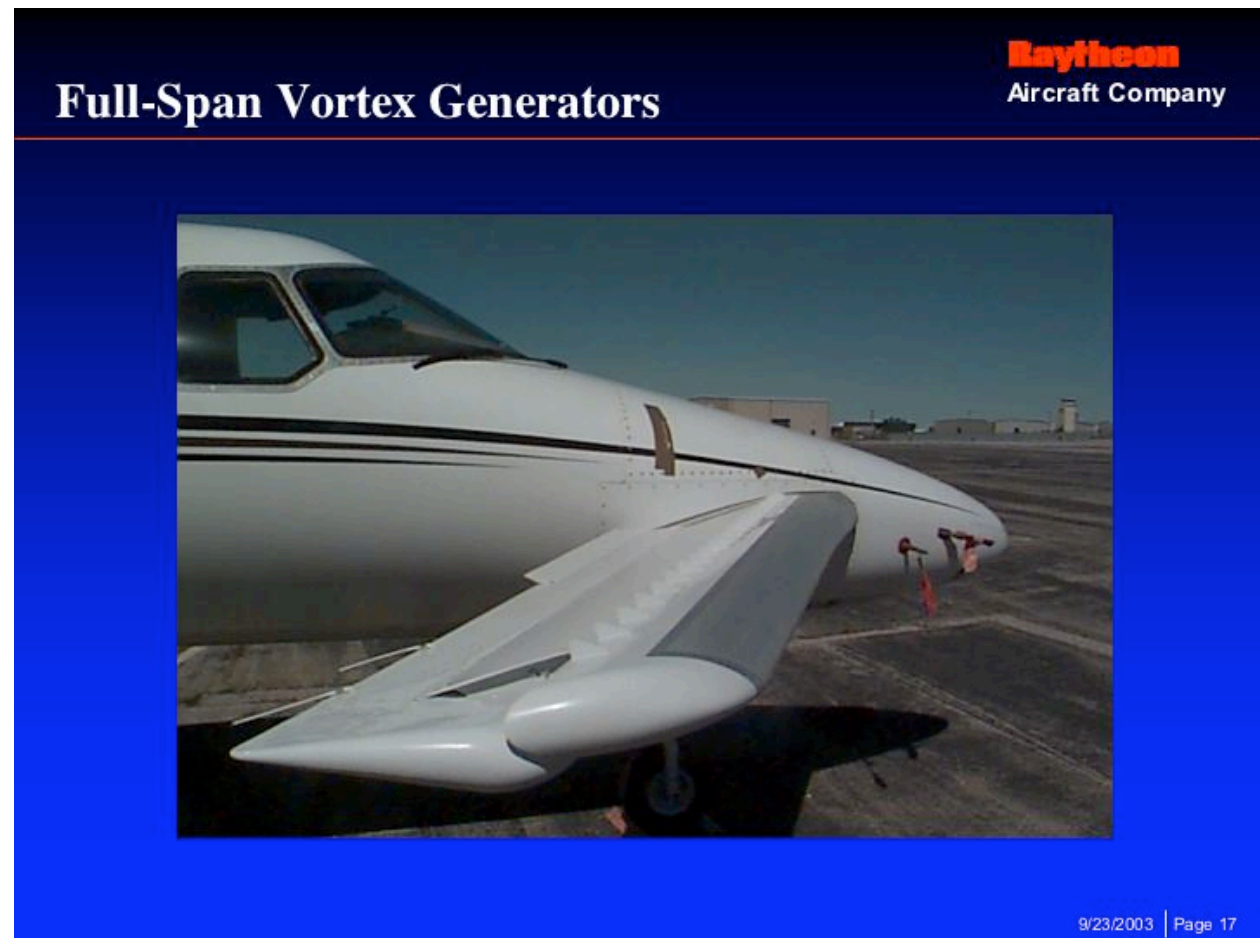 Raytheon
Aircraft Company
Full-Span Vortex Generators
9/23/2003 Page 17